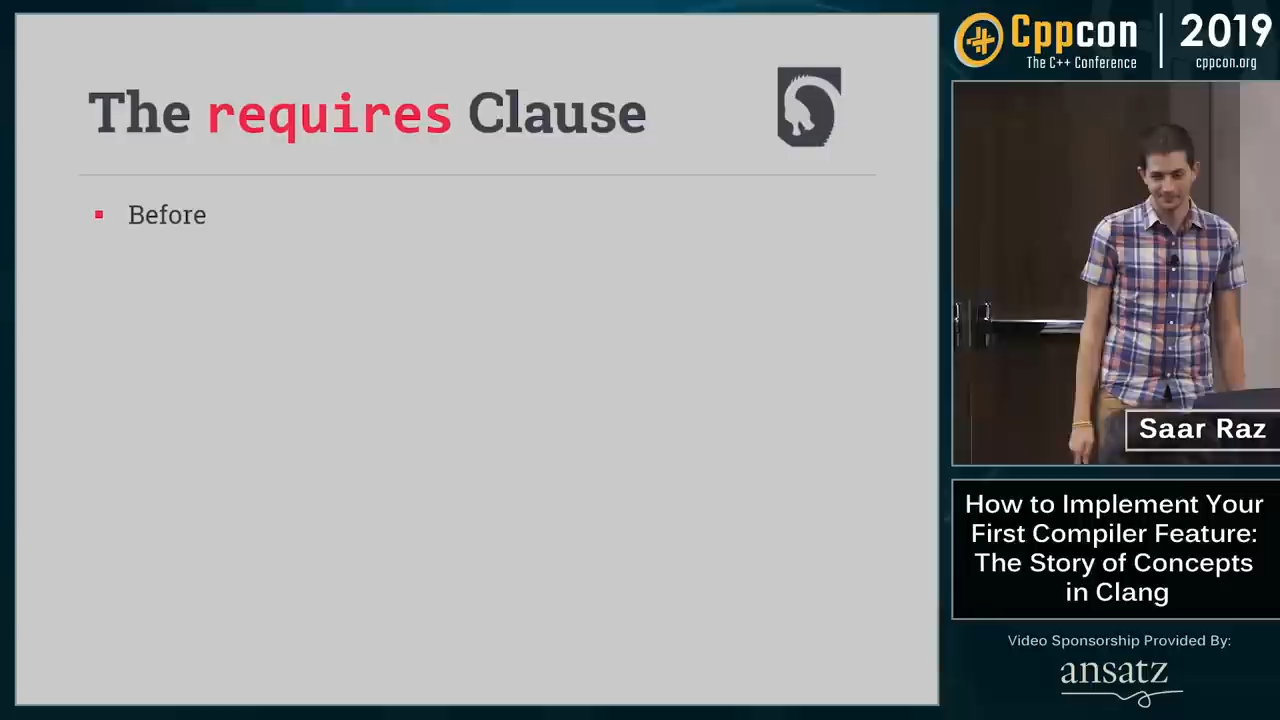 The requires Clause
▪ Before
Cppcon | 2019
The C++ Conference
cppcon.org
Saar Raz
How to Implement Your
First Compiler Feature:
The Story of Concepts
in Clang
Video Sponsorship Provided By:
ansatz